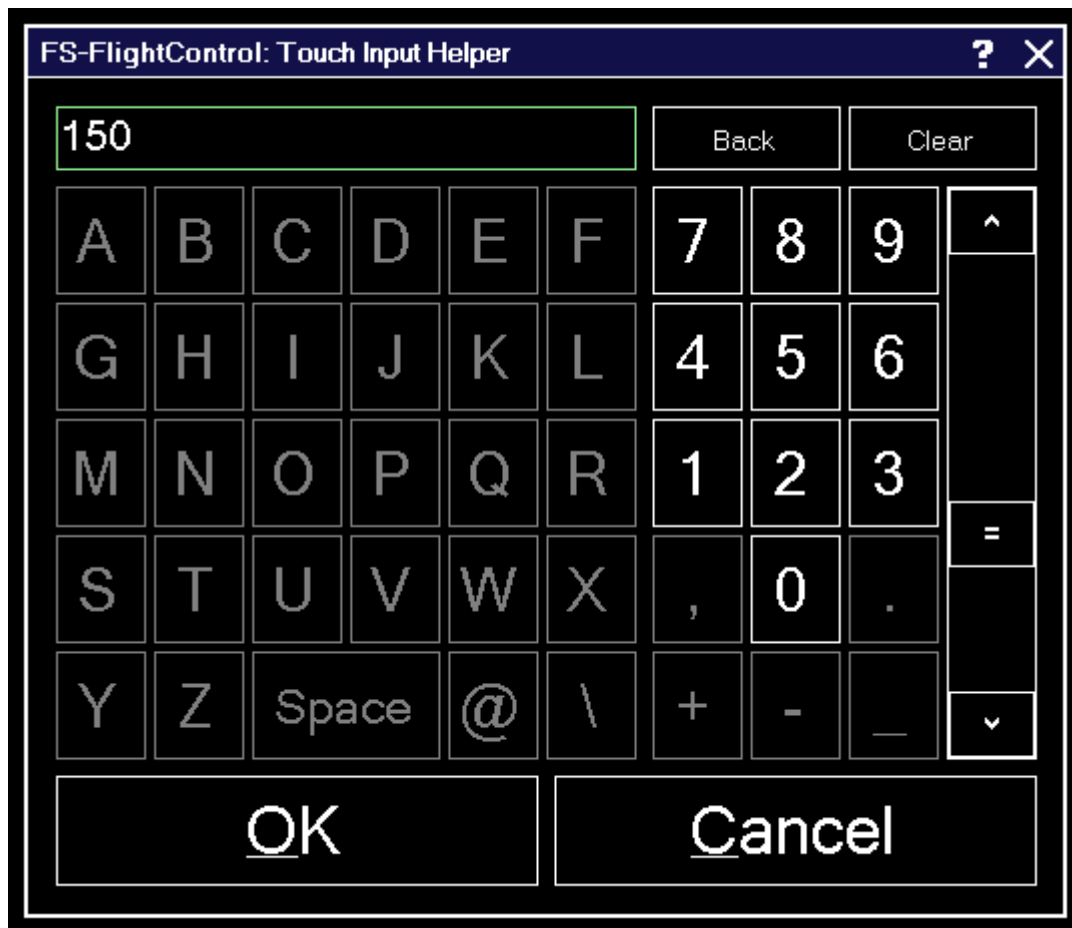 FS-FlightControl: Touch Input Helper ? X
150 Back Clear
A B C D E F 7 8 9 ^
G H I J K L 4 5 6
M N O P Q R 1 2 3
=
S T U V W X , 0 .
Y Z Space @ \ + - _
OK Cancel